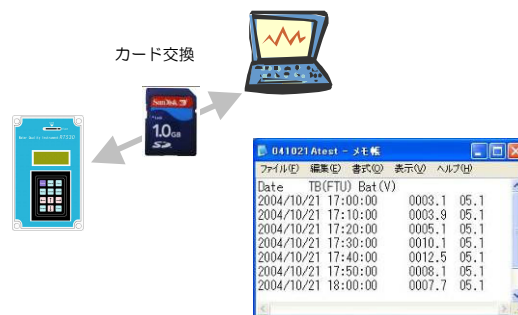 カード交換
SanDisk
1.0GB
SD
041021Atest - メモ帳
ファイル(F) 編集(E) 書式(O) 表示(V) ヘルプ(H)
Date TB(FTU) Bat(V)
2004/10/21 17:00:00 0003.1 05.1
2004/10/21 17:10:00 0003.9 05.1
2004/10/21 17:20:00 0005.1 05.1
2004/10/21 17:30:00 0010.1 05.1
2004/10/21 17:40:00 0012.5 05.1
2004/10/21 17:50:00 0008.1 05.1
2004/10/21 18:00:00 0007.7 05.1